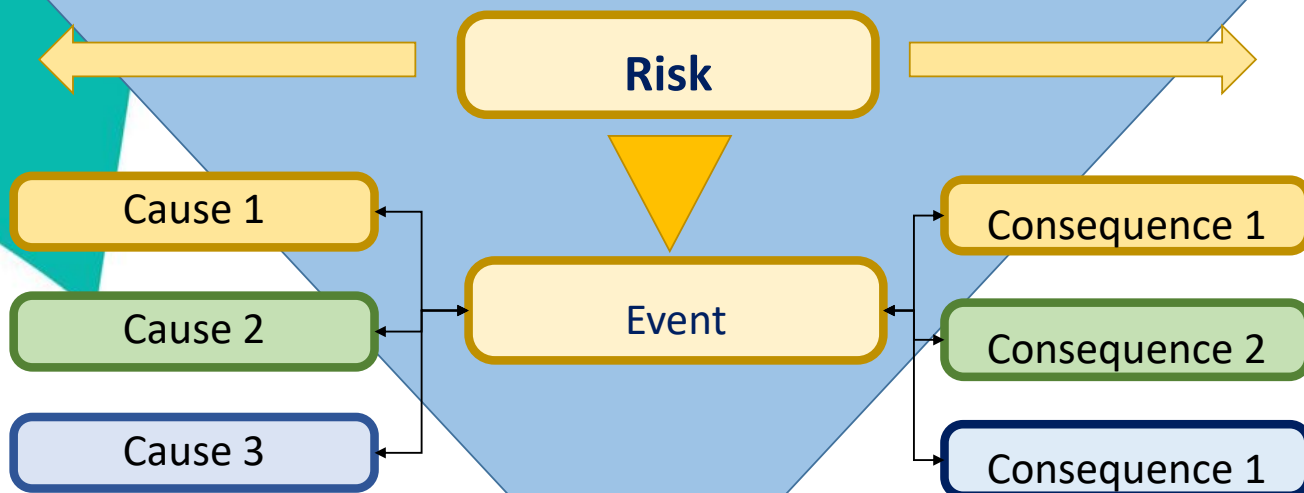 Risk
Cause 1
Consequence 1
Event
Cause 2
Consequence 2
Cause 3
Consequence 1